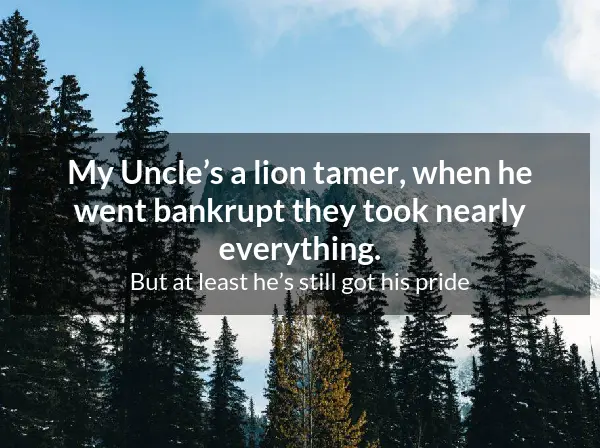 My Uncle’s a lion tamer, when he
went bankrupt they took nearly
everything.
But at least he’s still got his pride